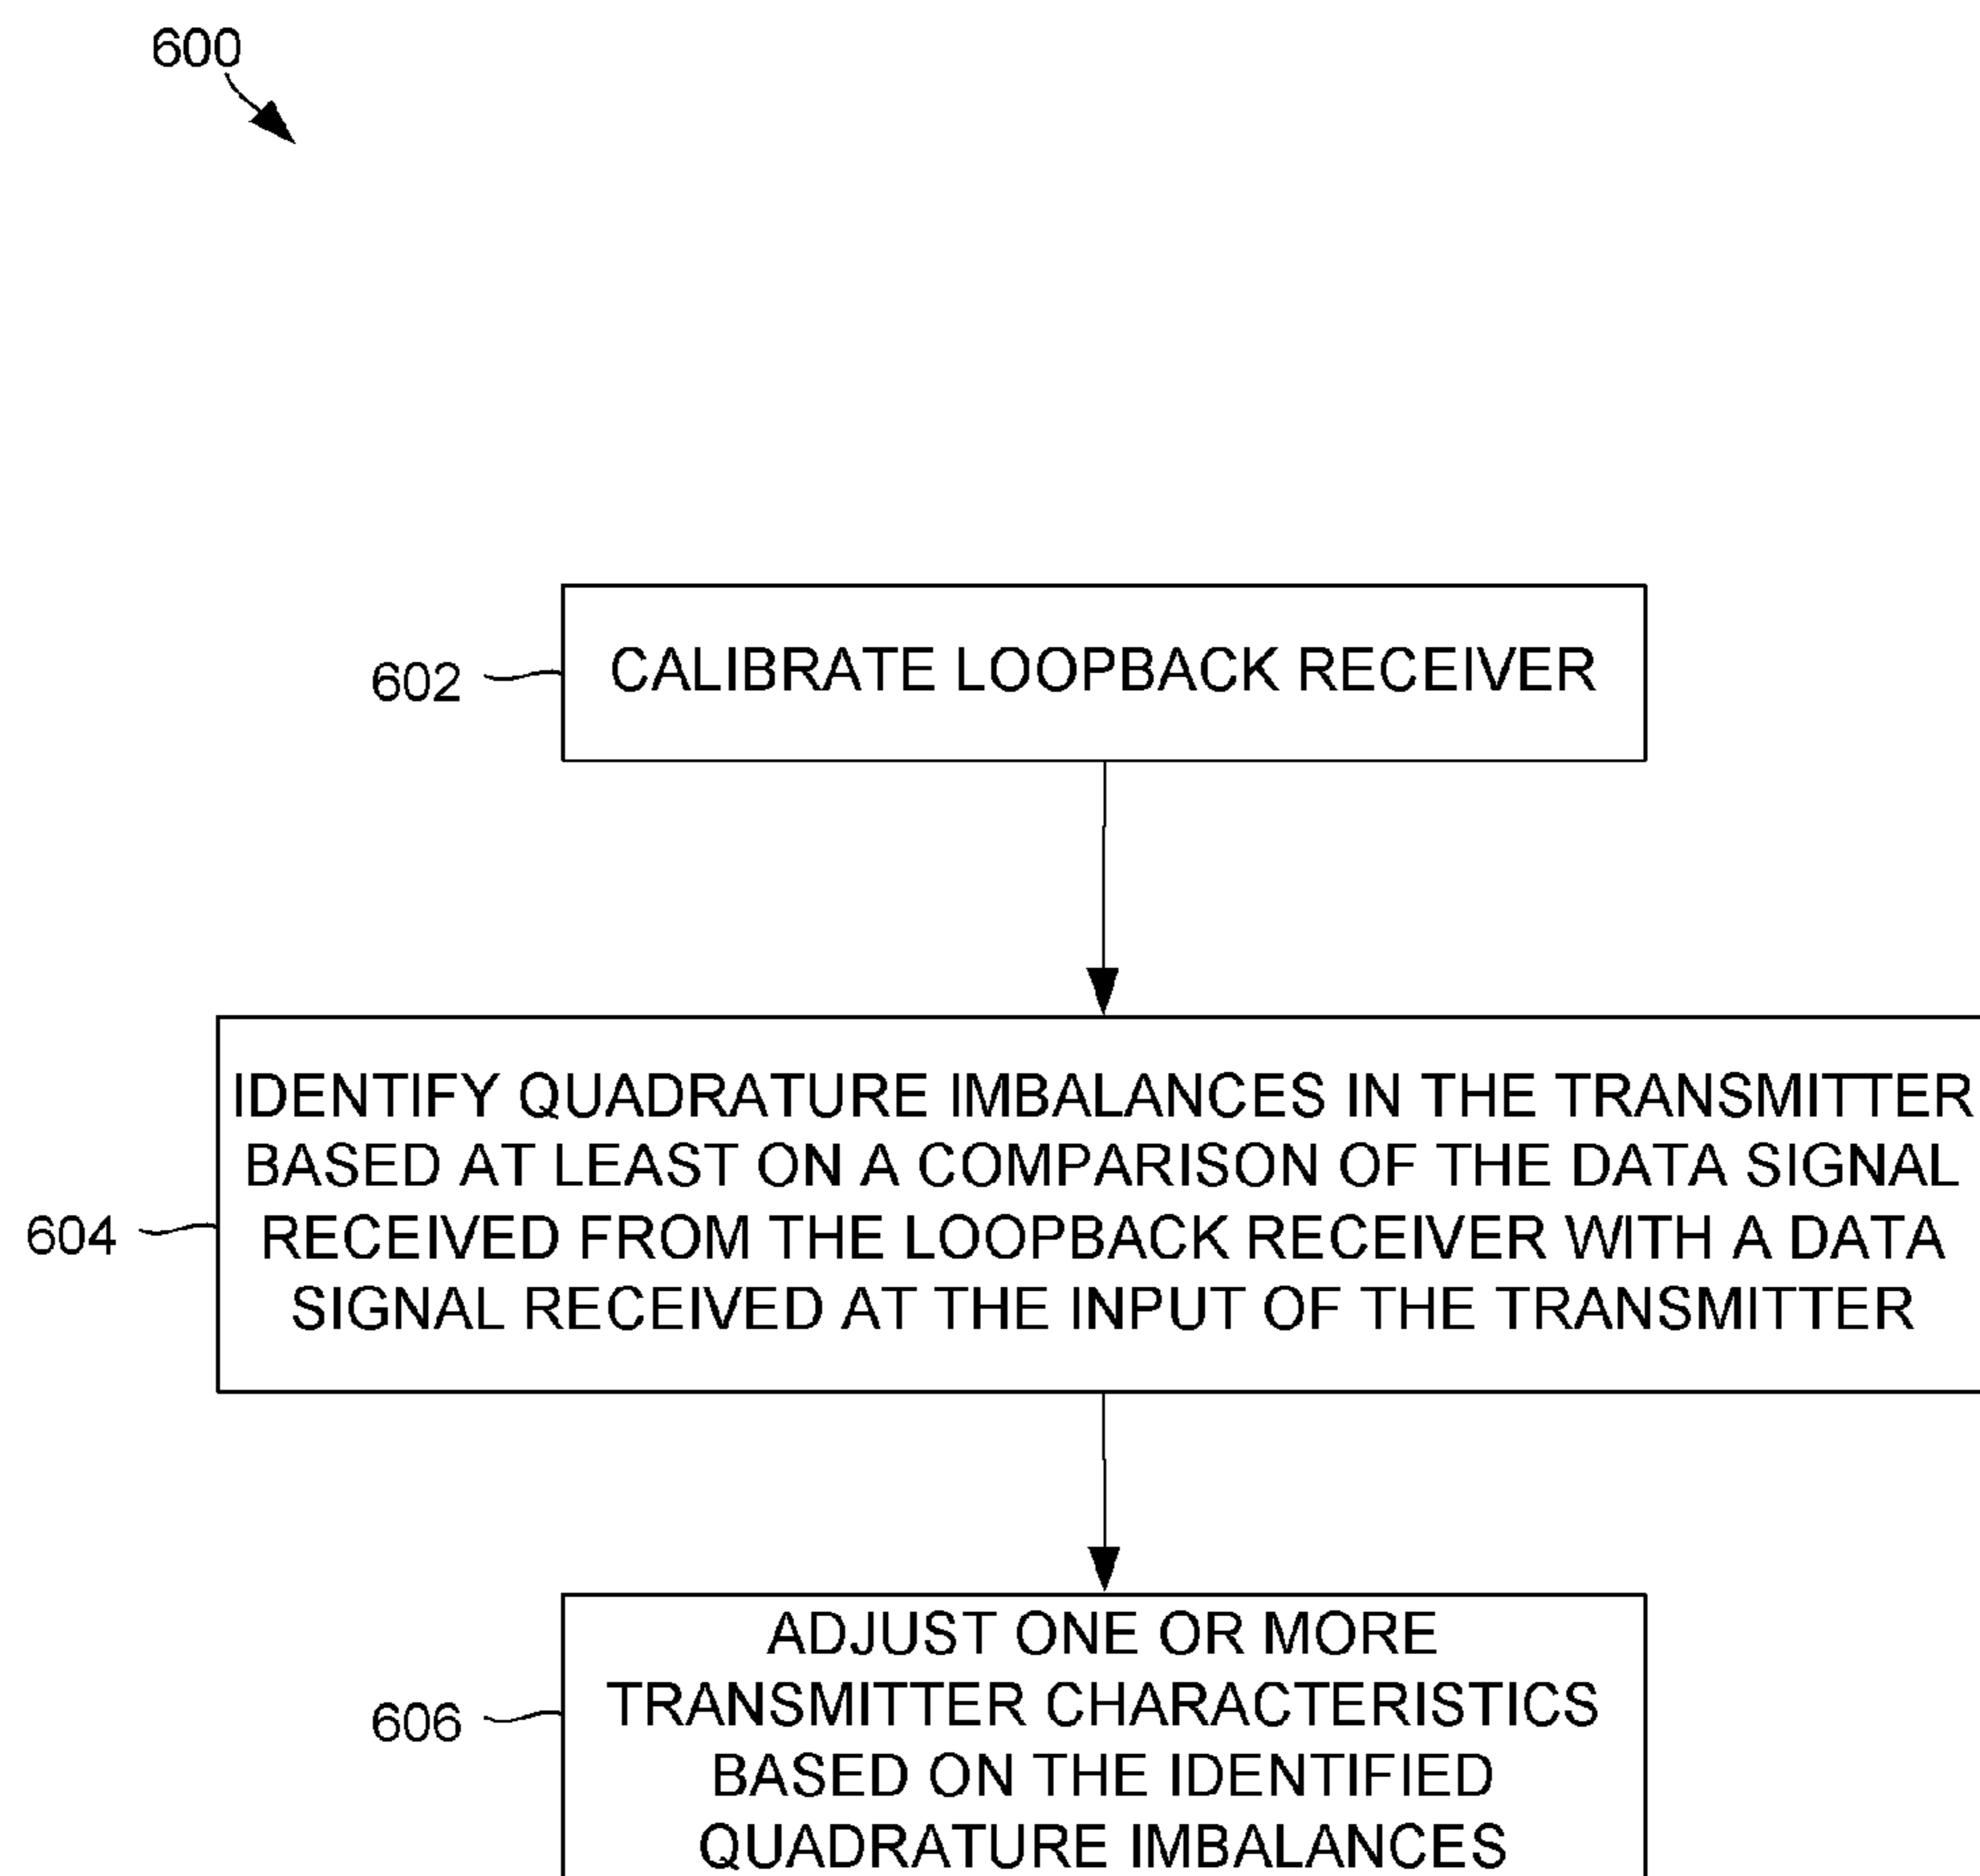 600
602
CALIBRATE LOOPBACK RECEIVER
IDENTIFY QUADRATURE IMBALANCES IN THE TRANSMITTER
BASED AT LEAST ON A COMPARISON OF THE DATA SIGNAL
604
RECEIVED FROM THE LOOPBACK RECEIVER WITH A DATA
SIGNAL RECEIVED AT THE INPUT OF THE TRANSMITTER
ADJUST ONE OR MORE
606
TRANSMITTER CHARACTERISTICS
BASED ON THE IDENTIFIED
QUADRATURE IMBALANCES